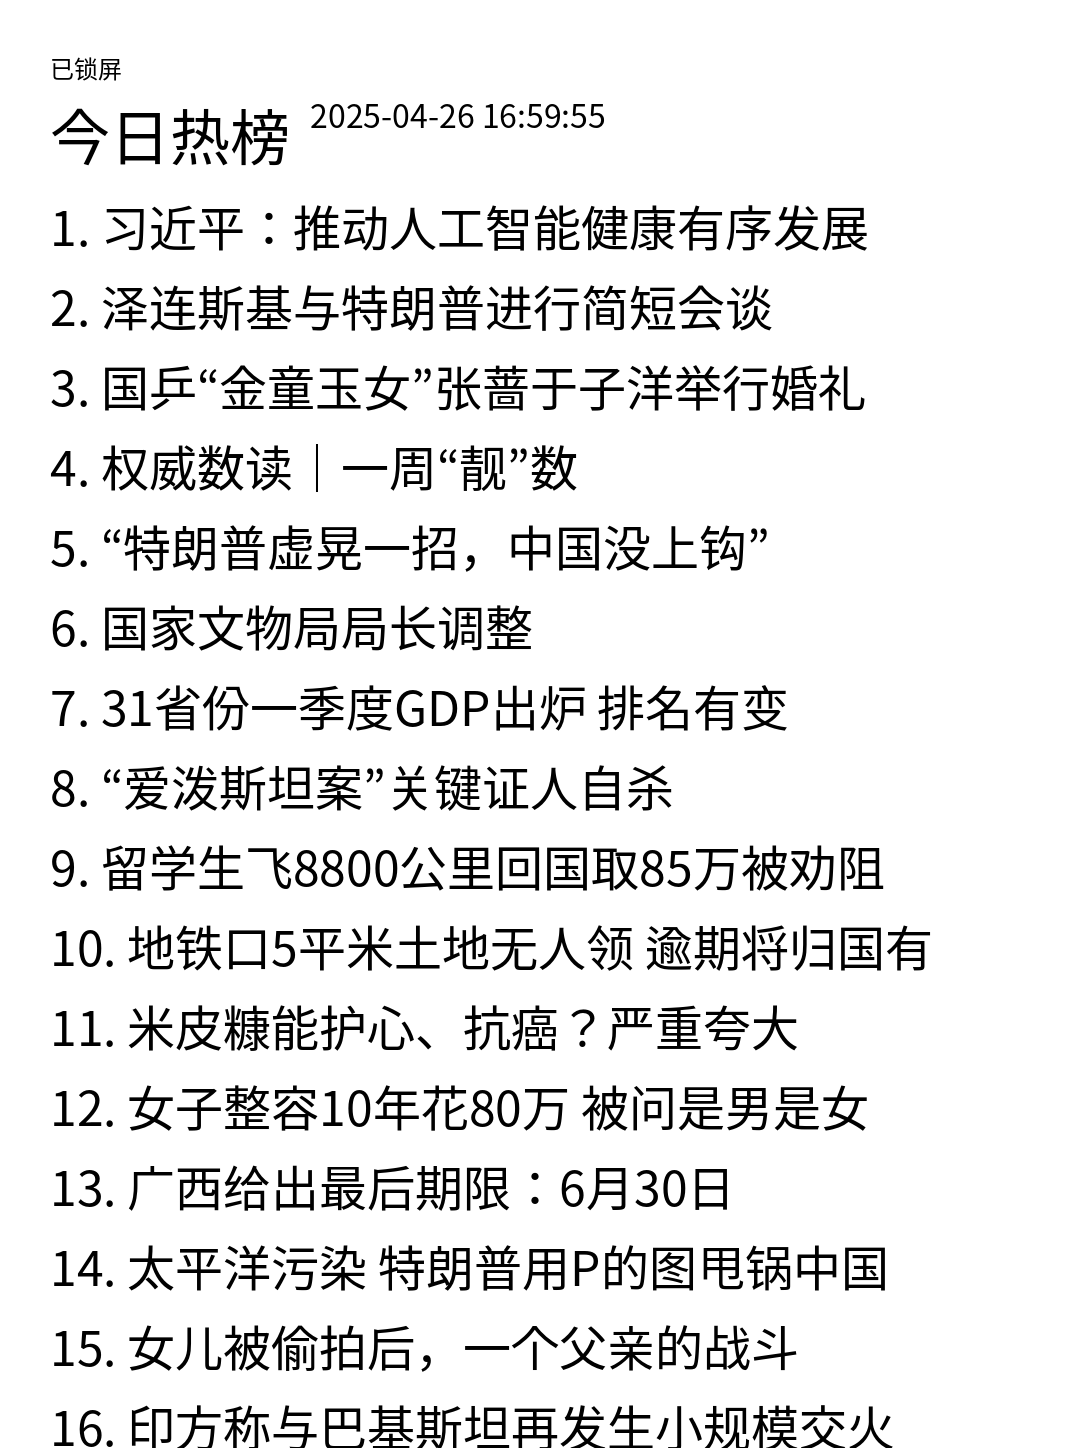 已锁屏
今日热榜 2025-04-26 16:59:55
1. 习近平：推动人工智能健康有序发展
2. 泽连斯基与特朗普进行简短会谈
3. 国乒“金童玉女”张蔷于子洋举行婚礼
4. 权威数读｜一周“靓”数
5. “特朗普虚晃一招，中国没上钩”
6. 国家文物局局长调整
7. 31省份一季度GDP出炉 排名有变
8. “爱泼斯坦案”关键证人自杀
9. 留学生飞8800公里回国取85万被劝阻
10. 地铁口5平米土地无人领 逾期将归国有
11. 米皮糠能护心、抗癌？严重夸大
12. 女子整容10年花80万 被问是男是女
13. 广西给出最后期限：6月30日
14. 太平洋污染 特朗普用P的图甩锅中国
15. 女儿被偷拍后，一个父亲的战斗
16. 印方称与巴基斯坦再发生小规模交火